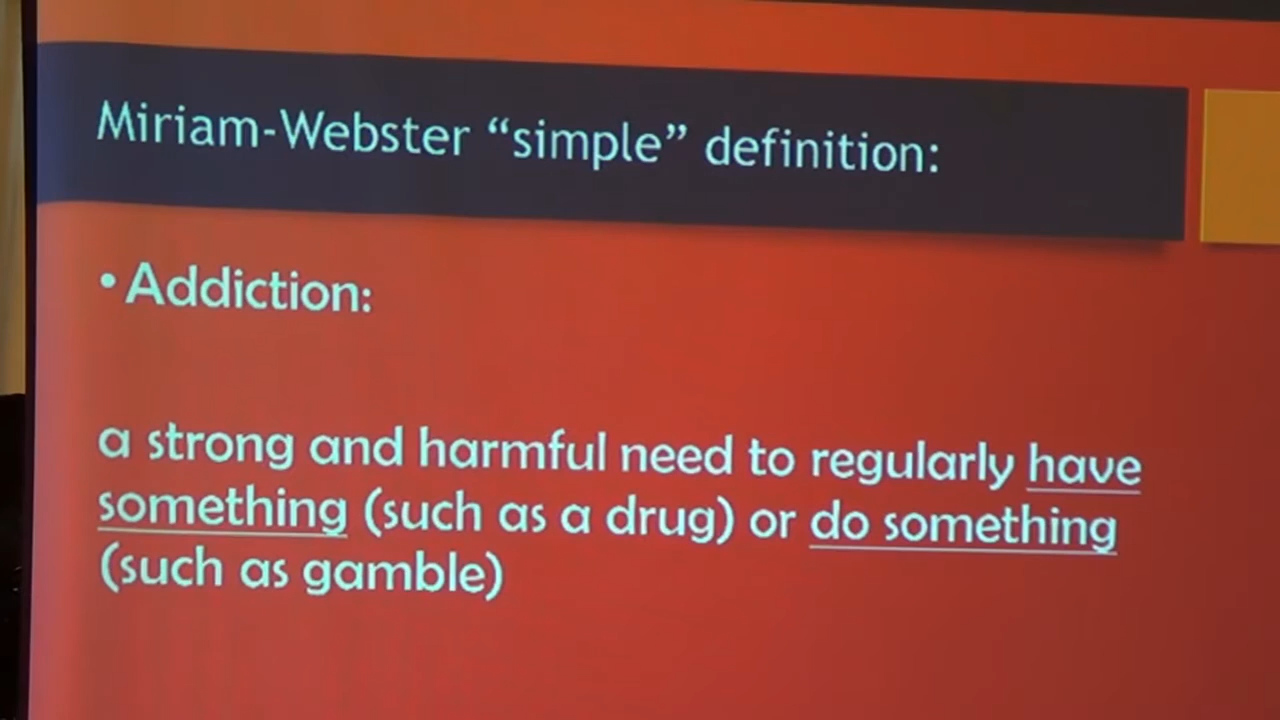 Miriam-Webster “simple” definition:
• Addiction:
a strong and harmful need to regularly have
something (such as a drug) or do something
(such as gamble)